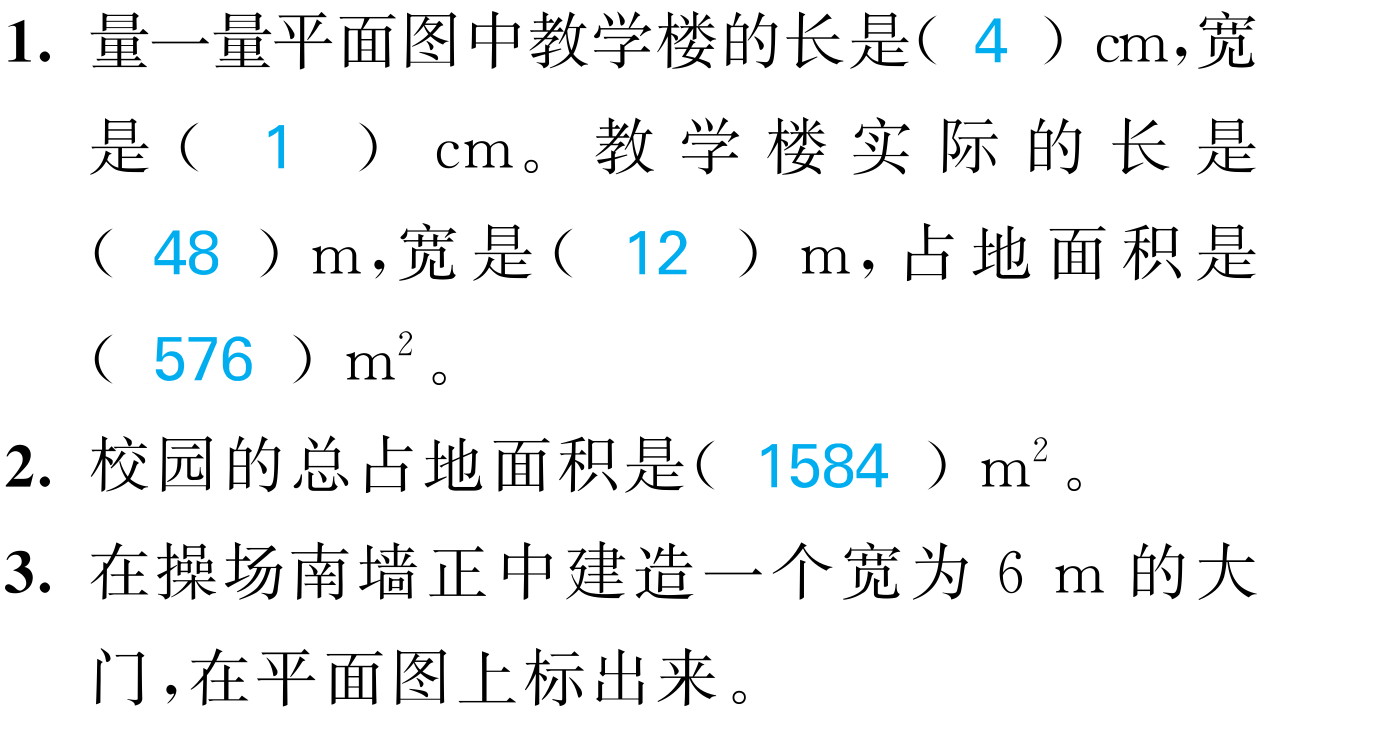 1. 量一量平面图中教学楼的长是( 4 ) cm,宽
是( 1 ) cm。教学楼实际的长是
( 48 ) m,宽是( 12 ) m,占地面积是
( 576 ) m²。
2. 校园的总占地面积是( 1584 ) m²。
3. 在操场南墙正中建造一个宽为 6 m 的大
门,在平面图上标出来。